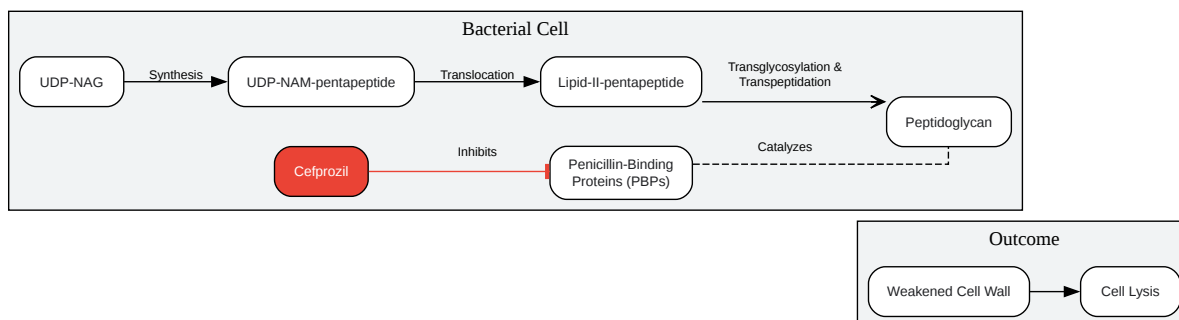 Bacterial Cell
UDP-NAG
Synthesis
UDP-NAM-pentapeptide
Translocation
Lipid-II-pentapeptide
Transglycosylation &
Transpeptidation
Peptidoglycan
Cefprozil
Inhibits
Penicillin-Binding
Proteins (PBPs)
Catalyzes
Outcome
Weakened Cell Wall
Cell Lysis